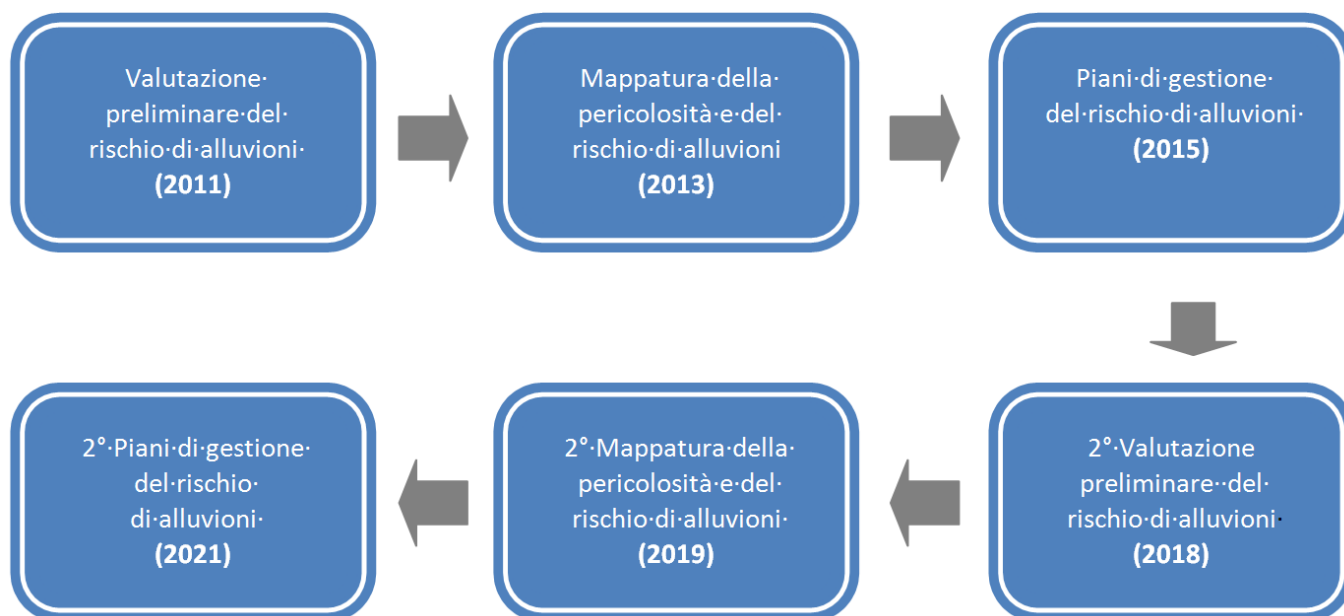 Valutazione·
preliminare·del·
rischio·di·alluvioni·
(2011)
Mappatura·della·
pericolosità·e·del·
rischio·di·alluvioni
(2013)
Piani·di·gestione·
del·rischio·di·alluvioni·
(2015)
2°·Valutazione
preliminare··del·
rischio·di·alluvioni·
(2018)
2°·Mappatura·della·
pericolosità·e·del·
rischio·di·alluvioni·
(2019)
2°·Piani·di·gestione·
del·rischio·
di·alluvioni·
(2021)